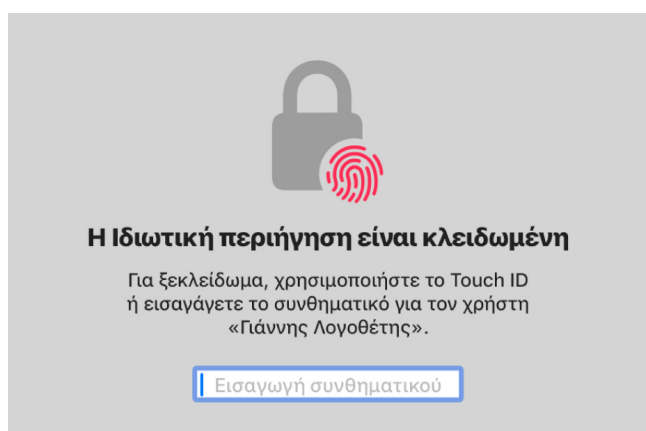 Η Ιδιωτική περιήγηση είναι κλειδωμένη
Για ξεκλείδωμα, χρησιμοποιήστε το Touch ID
ή εισαγάγετε το συνθηματικό για τον χρήστη
«Γιάννης Λογοθέτης».
Εισαγωγή συνθηματικού